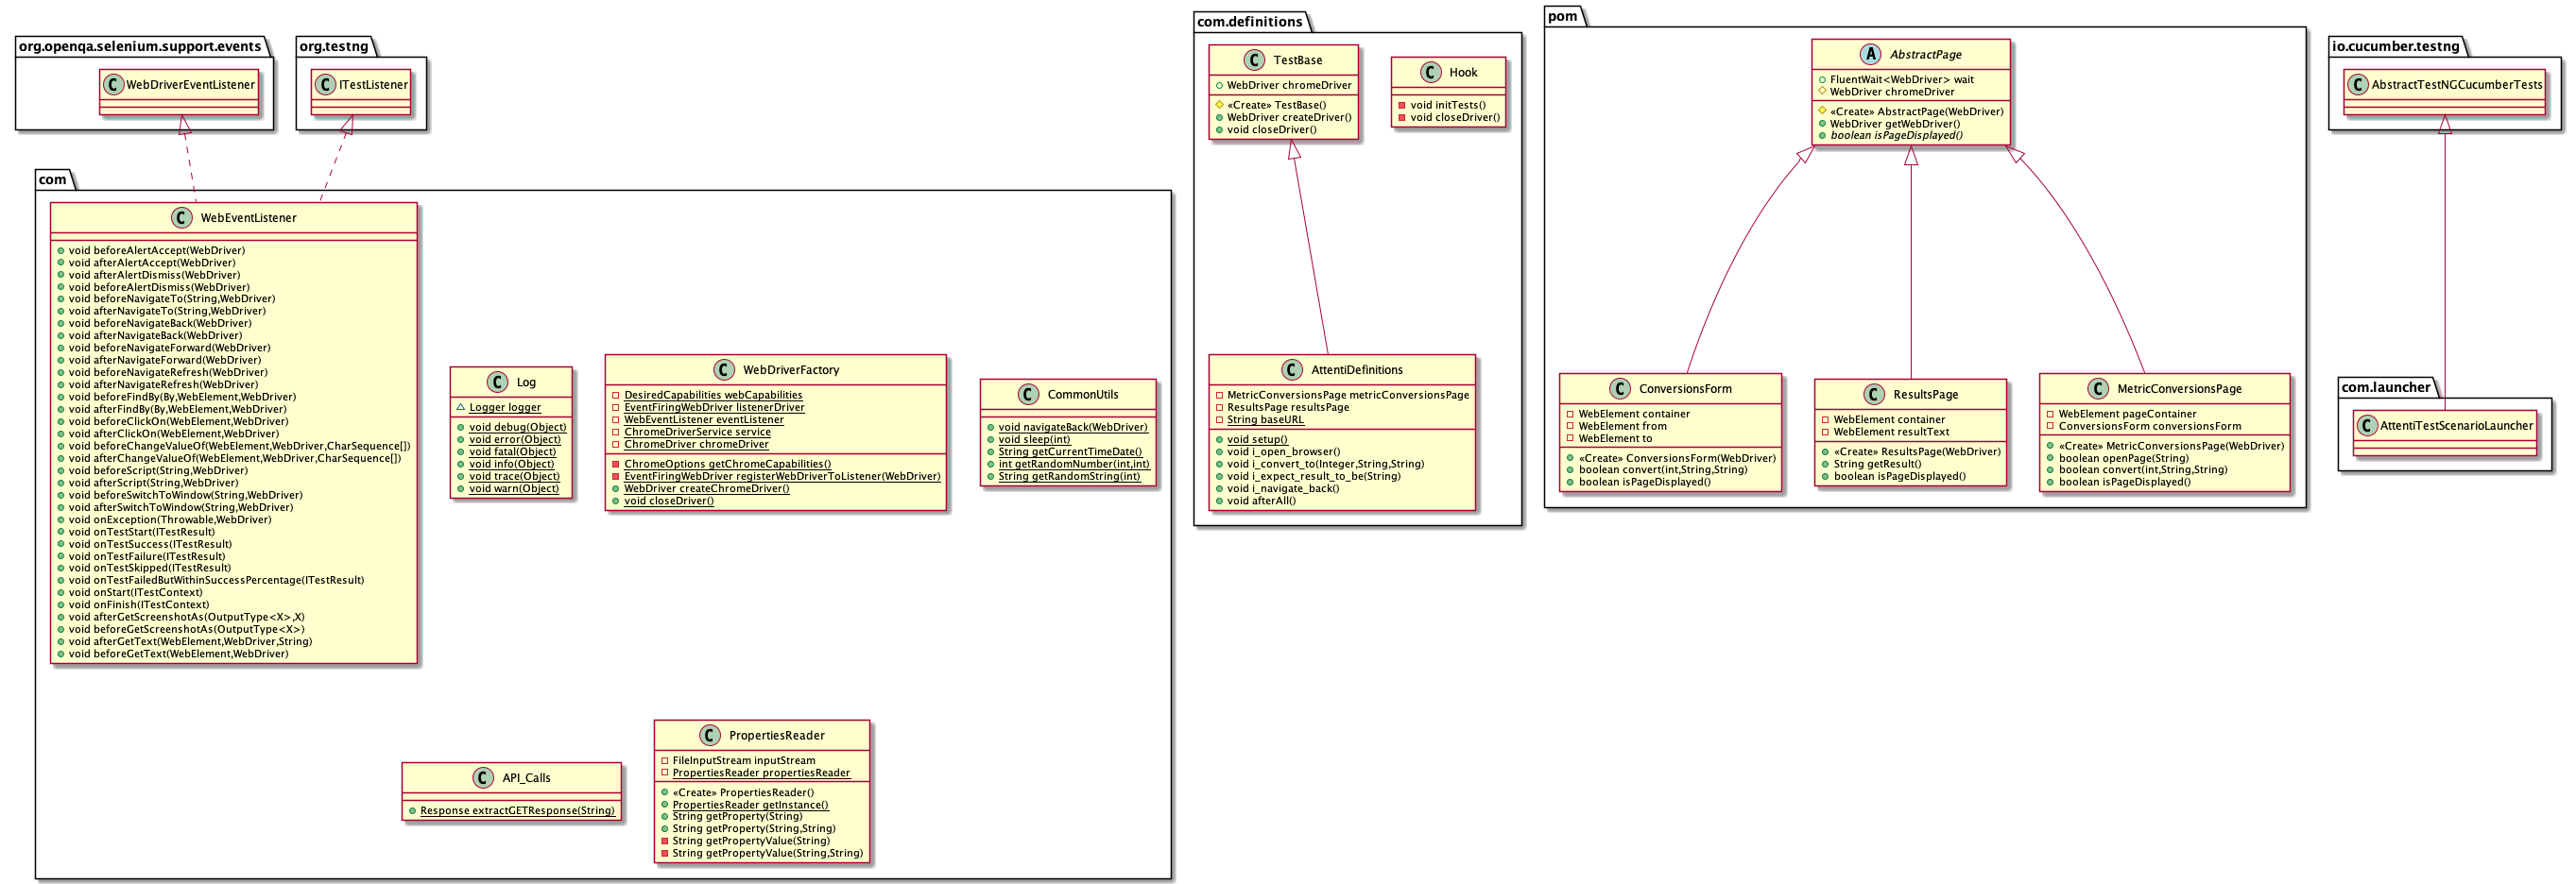 org.openqa.selenium.support.events
C WebDriverEventListener
org.testng
C ITestListener
com
C WebEventListener
void beforeAlertAccept(WebDriver)
void afterAlertAccept(WebDriver)
void afterAlertDismiss(WebDriver)
void beforeAlertDismiss(WebDriver)
void beforeNavigateTo(String,WebDriver)
void afterNavigateTo(String,WebDriver)
void beforeNavigateBack(WebDriver)
void afterNavigateBack(WebDriver)
void beforeNavigateForward(WebDriver)
void afterNavigateForward(WebDriver)
void beforeNavigateRefresh(WebDriver)
void afterNavigateRefresh(WebDriver)
void beforeFindBy(By,WebElement,WebDriver)
void afterFindBy(By,WebElement,WebDriver)
void beforeClickOn(WebElement,WebDriver)
void afterClickOn(WebElement,WebDriver)
void beforeChangeValueOf(WebElement,WebDriver,CharSequence[])
void afterChangeValueOf(WebElement,WebDriver,CharSequence[])
void beforeScript(String,WebDriver)
void afterScript(String,WebDriver)
void beforeSwitchToWindow(String,WebDriver)
void afterSwitchToWindow(String,WebDriver)
void onException(Throwable,WebDriver)
void onTestStart(ITestResult)
void onTestSuccess(ITestResult)
void onTestFailure(ITestResult)
void onTestSkipped(ITestResult)
void onTestFailedButWithinSuccessPercentage(ITestResult)
void onStart(ITestContext)
void onFinish(ITestContext)
void afterGetScreenshotAs(OutputType<X>,X)
void beforeGetScreenshotAs(OutputType<X>)
void afterGetText(WebElement,WebDriver,String)
void beforeGetText(WebElement,WebDriver)
C Log
Logger logger
void debug(Object)
void error(Object)
void fatal(Object)
void info(Object)
void trace(Object)
void warn(Object)
C WebDriverFactory
DesiredCapabilities webCapabilities
EventFiringWebDriver listenerDriver
WebEventListener eventListener
ChromeDriverService service
ChromeDriver chromeDriver
ChromeOptions getChromeCapabilities()
EventFiringWebDriver registerWebDriverToListener(WebDriver)
WebDriver createChromeDriver()
void closeDriver()
C CommonUtils
void navigateBack(WebDriver)
void sleep(int)
String getCurrentTimeDate()
int getRandomNumber(int,int)
String getRandomString(int)
C API_Calls
Response extractGETResponse(String)
C PropertiesReader
FileInputStream inputStream
PropertiesReader propertiesReader
«Create» PropertiesReader()
PropertiesReader getInstance()
String getProperty(String)
String getProperty(String,String)
String getPropertyValue(String)
String getPropertyValue(String,String)
com.definitions
C TestBase
WebDriver chromeDriver
«Create» TestBase()
WebDriver createDriver()
void closeDriver()
C Hook
void initTests()
void closeDriver()
C AttentiDefinitions
MetricConversionsPage metricConversionsPage
ResultsPage resultsPage
String baseURL
void setup()
void i_open_browser()
void i_convert_to(Integer,String,String)
void i_expect_result_to_be(String)
void i_navigate_back()
void afterAll()
pom
A AbstractPage
FluentWait<WebDriver> wait
WebDriver chromeDriver
«Create» AbstractPage(WebDriver)
WebDriver getWebDriver()
boolean isPageDisplayed()
C ConversionsForm
WebElement container
WebElement from
WebElement to
«Create» ConversionsForm(WebDriver)
boolean convert(int,String,String)
boolean isPageDisplayed()
C ResultsPage
WebElement container
WebElement resultText
«Create» ResultsPage(WebDriver)
String getResult()
boolean isPageDisplayed()
C MetricConversionsPage
WebElement pageContainer
ConversionsForm conversionsForm
«Create» MetricConversionsPage(WebDriver)
boolean openPage(String)
boolean convert(int,String,String)
boolean isPageDisplayed()
io.cucumber.testng
C AbstractTestNGCucumberTests
com.launcher
C AttentiTestScenarioLauncher